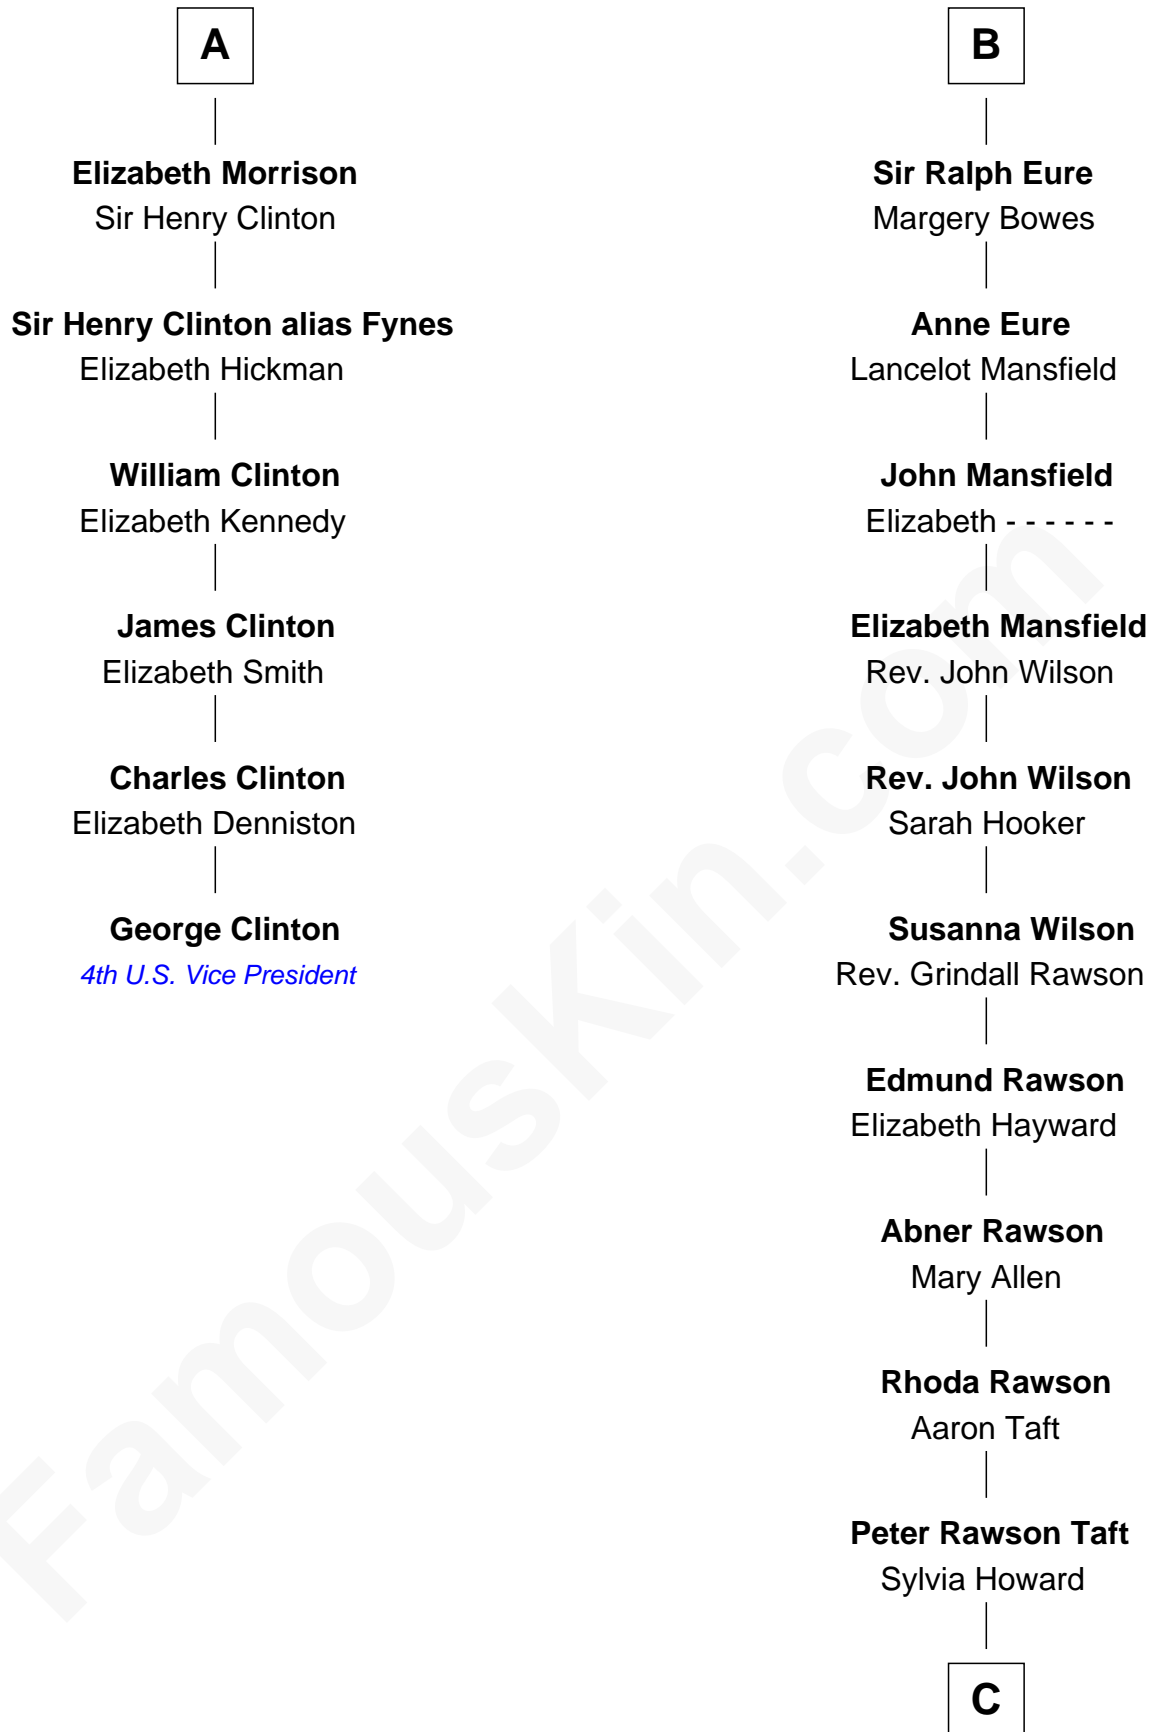 A
Elizabeth Morrison
Sir Henry Clinton
Sir Henry Clinton alias Fynes
Elizabeth Hickman
William Clinton
Elizabeth Kennedy
James Clinton
Elizabeth Smith
Charles Clinton
Elizabeth Denniston
George Clinton
4th U.S. Vice President
B
Sir Ralph Eure
Margery Bowes
Anne Eure
Lancelot Mansfield
John Mansfield
Elizabeth - - - - - -
Elizabeth Mansfield
Rev. John Wilson
Rev. John Wilson
Sarah Hooker
Susanna Wilson
Rev. Grindall Rawson
Edmund Rawson
Elizabeth Hayward
Abner Rawson
Mary Allen
Rhoda Rawson
Aaron Taft
Peter Rawson Taft
Sylvia Howard
C
FamousKin.com